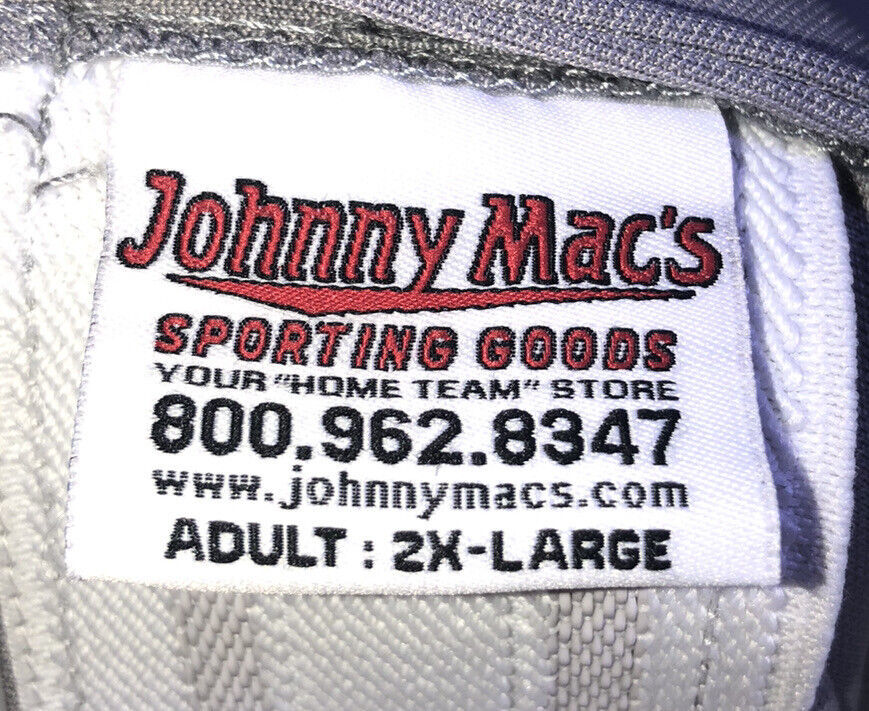 Johnny Mac's
SPORTING GOODS
YOUR "HOME TEAM" STORE
800.962.8347
www.johnnymacs.com
ADULT : 2X-LARGE